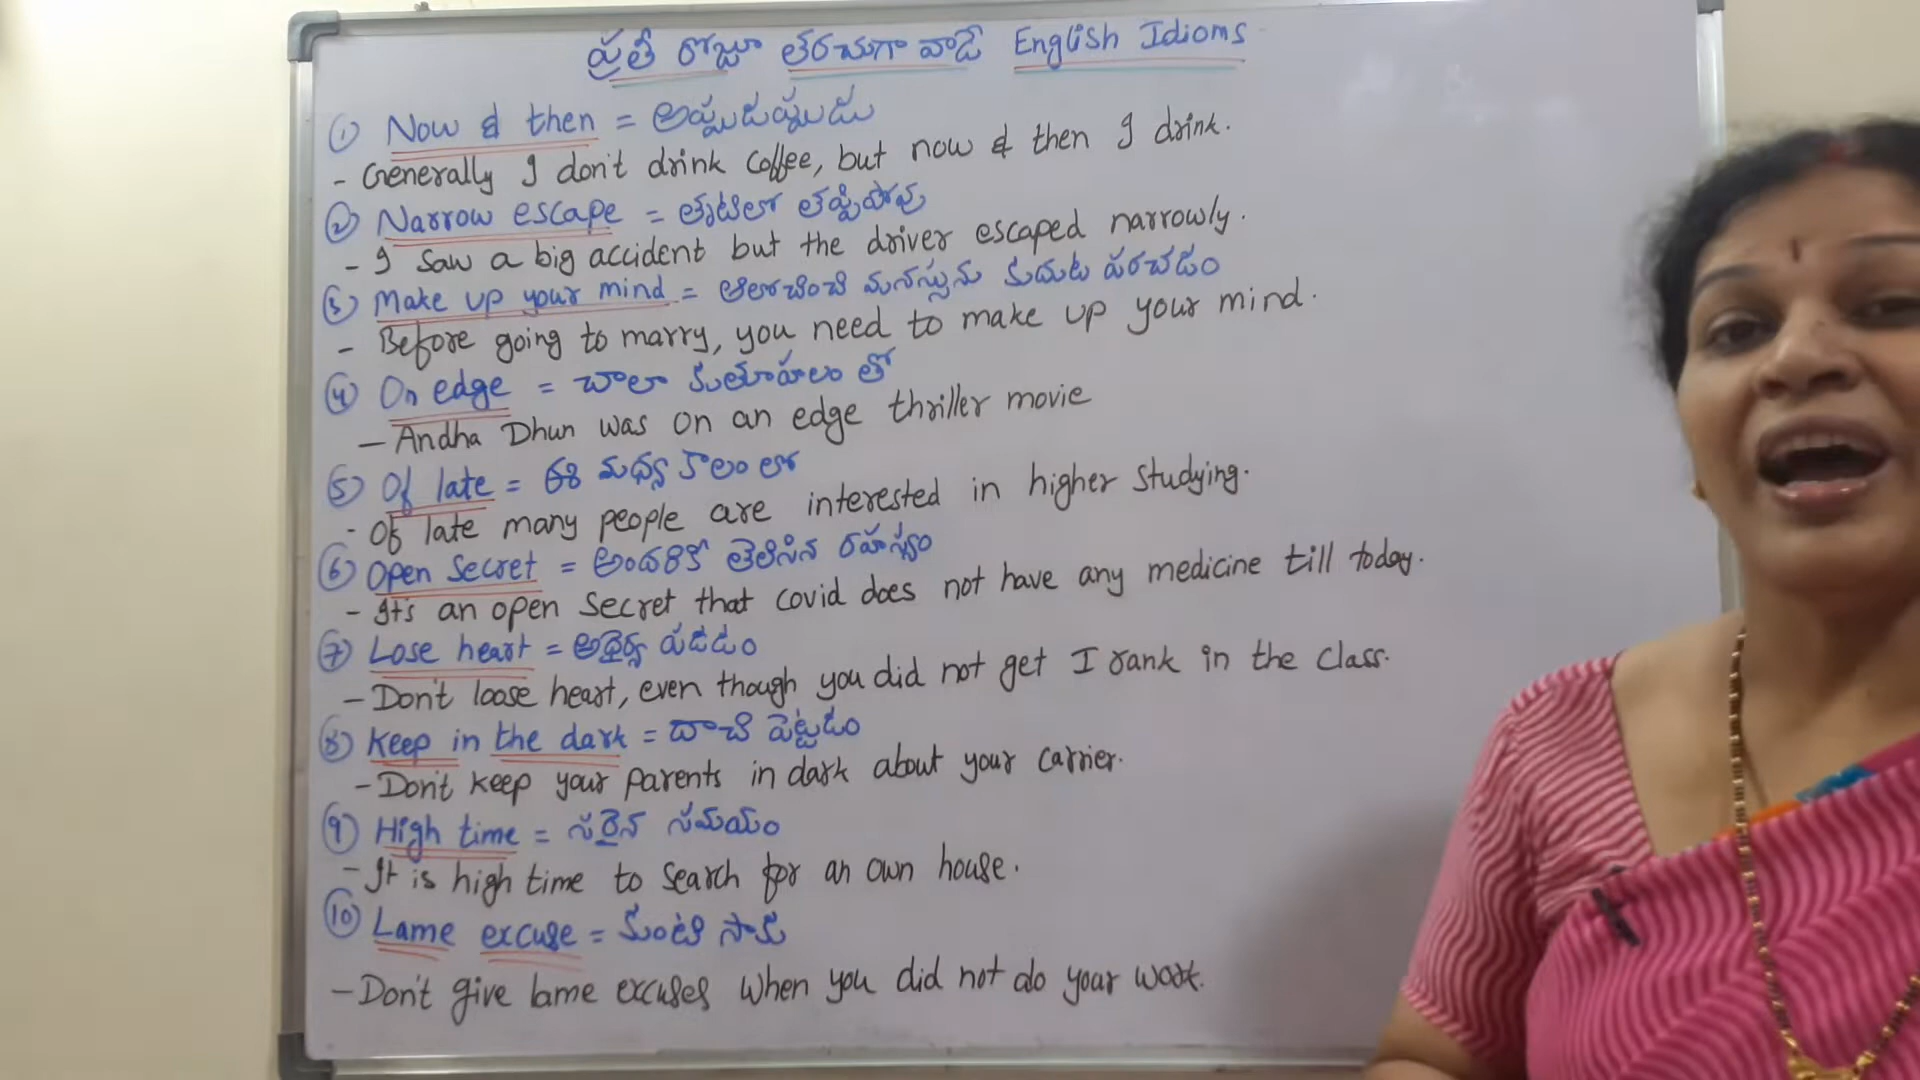 ప్రతీ రోజూ తరచుగా వాడే English Idioms
① Now & then = అప్పుడప్పుడు
- Generally I don't drink coffee, but now & then I drink.
② Narrow escape = తృటిలో తప్పిపోవు
- I saw a big accident but the driver escaped narrowly.
③ Make up your mind = ఆలోచించి మనస్సును కుదుట పరచడం
- Before going to marry, you need to make up your mind.
④ On edge = చాలా కుతూహలం తో
- Andha Dhun was on an edge thriller movie
⑤ Of late = ఈ మధ్య కాలం లో
- Of late many people are interested in higher studying.
⑥ Open secret = అందరికీ తెలిసిన రహస్యం
- It's an open secret that covid does not have any medicine till today.
⑦ Lose heart = అధైర్య పడడం
- Don't loose heart, even though you did not get I rank in the class.
⑧ Keep in the dark = దాచి పెట్టడం
- Don't keep your parents in dark about your carrier.
⑨ High time = సరైన సమయం
- It is high time to search for an own house.
⑩ Lame excuse = కుంటి సాకు
- Don't give lame excuses when you did not do your work.